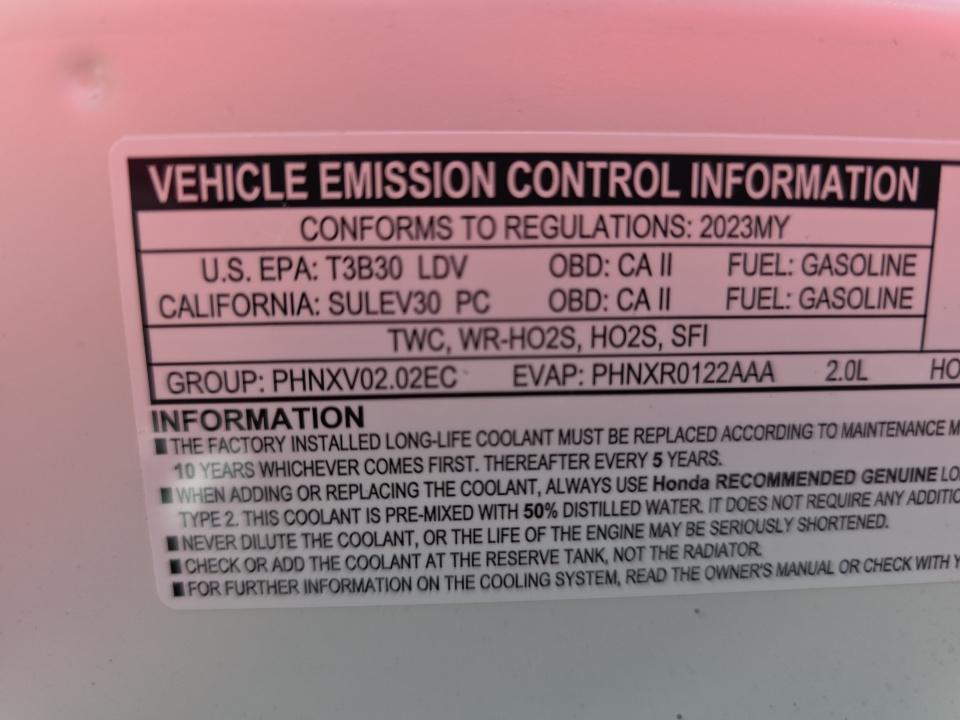 VEHICLE EMISSION CONTROL INFORMATION
CONFORMS TO REGULATIONS: 2023MY
U.S. EPA: T3B30 LDV OBD: CA II FUEL: GASOLINE
CALIFORNIA: SULEV30 PC OBD: CA II FUEL: GASOLINE
TWC, WR-HO2S, HO2S, SFI
GROUP: PHNXV02.02EC EVAP: PHNXR0122AAA 2.0L HO
INFORMATION
■ THE FACTORY INSTALLED LONG-LIFE COOLANT MUST BE REPLACED ACCORDING TO MAINTENANCE M
10 YEARS WHICHEVER COMES FIRST. THEREAFTER EVERY 5 YEARS.
■ WHEN ADDING OR REPLACING THE COOLANT, ALWAYS USE Honda RECOMMENDED GENUINE LO
TYPE 2. THIS COOLANT IS PRE-MIXED WITH 50% DISTILLED WATER. IT DOES NOT REQUIRE ANY ADDITIO
■ NEVER DILUTE THE COOLANT, OR THE LIFE OF THE ENGINE MAY BE SERIOUSLY SHORTENED.
■ CHECK OR ADD THE COOLANT AT THE RESERVE TANK, NOT THE RADIATOR.
■ FOR FURTHER INFORMATION ON THE COOLING SYSTEM, READ THE OWNER'S MANUAL OR CHECK WITH Y